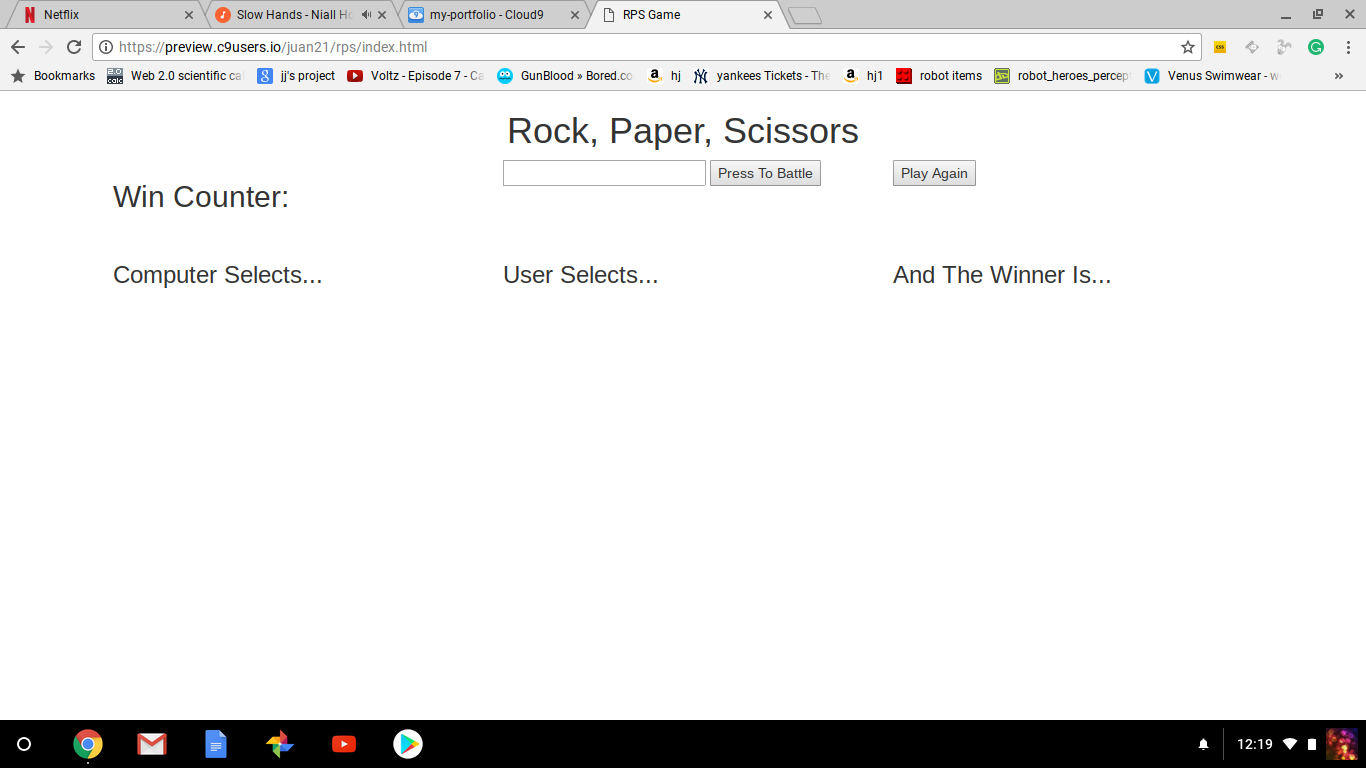 Netflix
Slow Hands - Niall Ho
my-portfolio - Cloud9
RPS Game
https://preview.c9users.io/juan21/rps/index.html
Bookmarks
Web 2.0 scientific cal
jj's project
Voltz - Episode 7 - Ca
GunBlood » Bored.co
hj
yankees Tickets - The
hj1
robot items
robot_heroes_percept
Venus Swimwear - w
»
Rock, Paper, Scissors
Press To Battle
Play Again
Win Counter:
Computer Selects...
User Selects...
And The Winner Is...
12:19